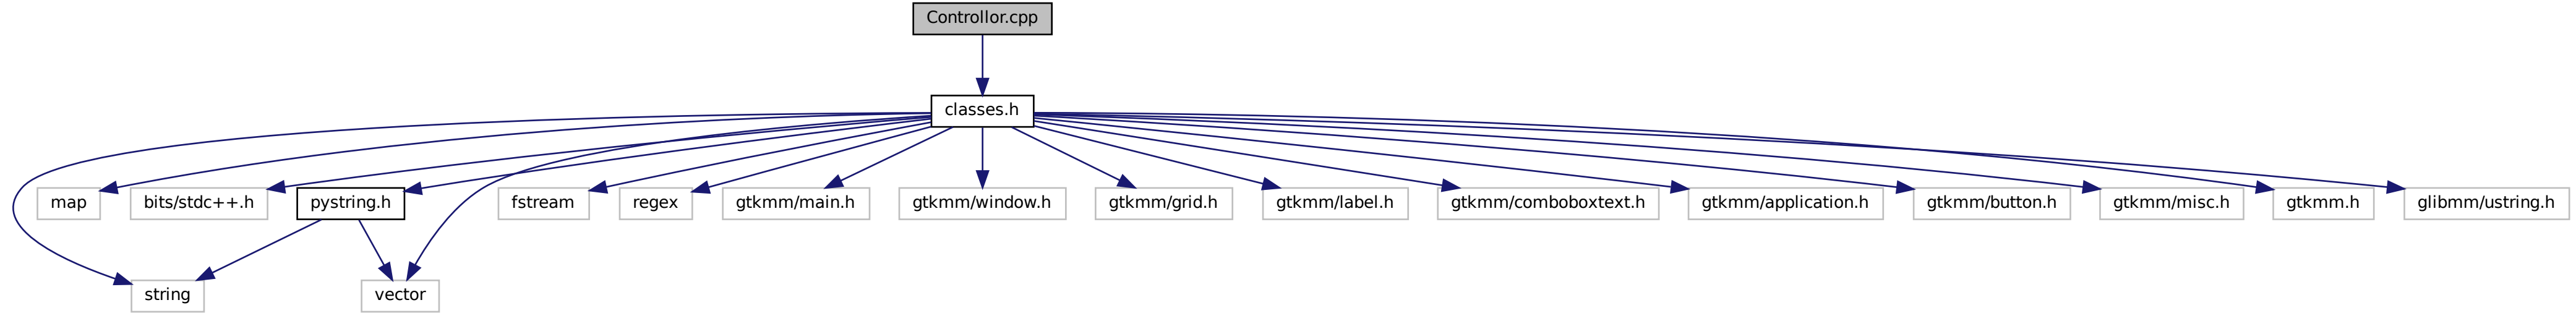 Controllor.cpp
classes.h
map
bits/stdc++.h
pystring.h
fstream
regex
gtkmm/main.h
gtkmm/window.h
gtkmm/grid.h
gtkmm/label.h
gtkmm/comboboxtext.h
gtkmm/application.h
gtkmm/button.h
gtkmm/misc.h
gtkmm.h
glibmm/ustring.h
string
vector